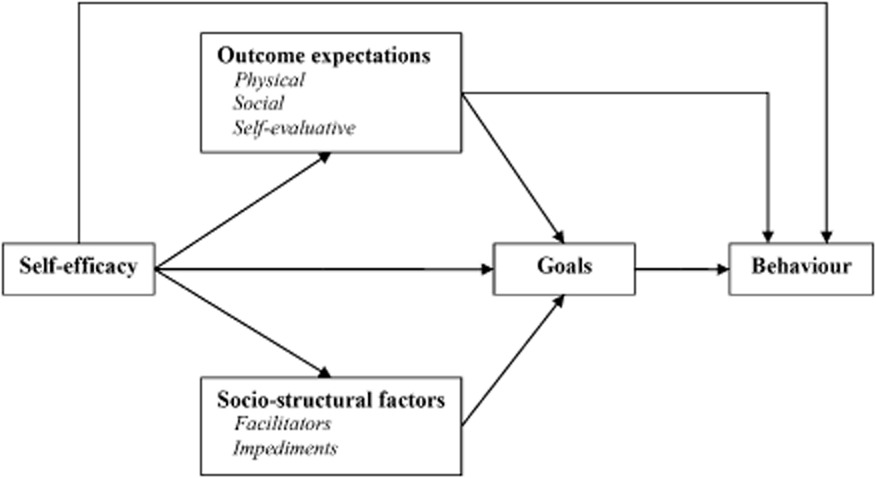 Outcome expectations
Physical
Social
Self-evaluative
Self-efficacy
Goals
Behaviour
Socio-structural factors
Facilitators
Impediments